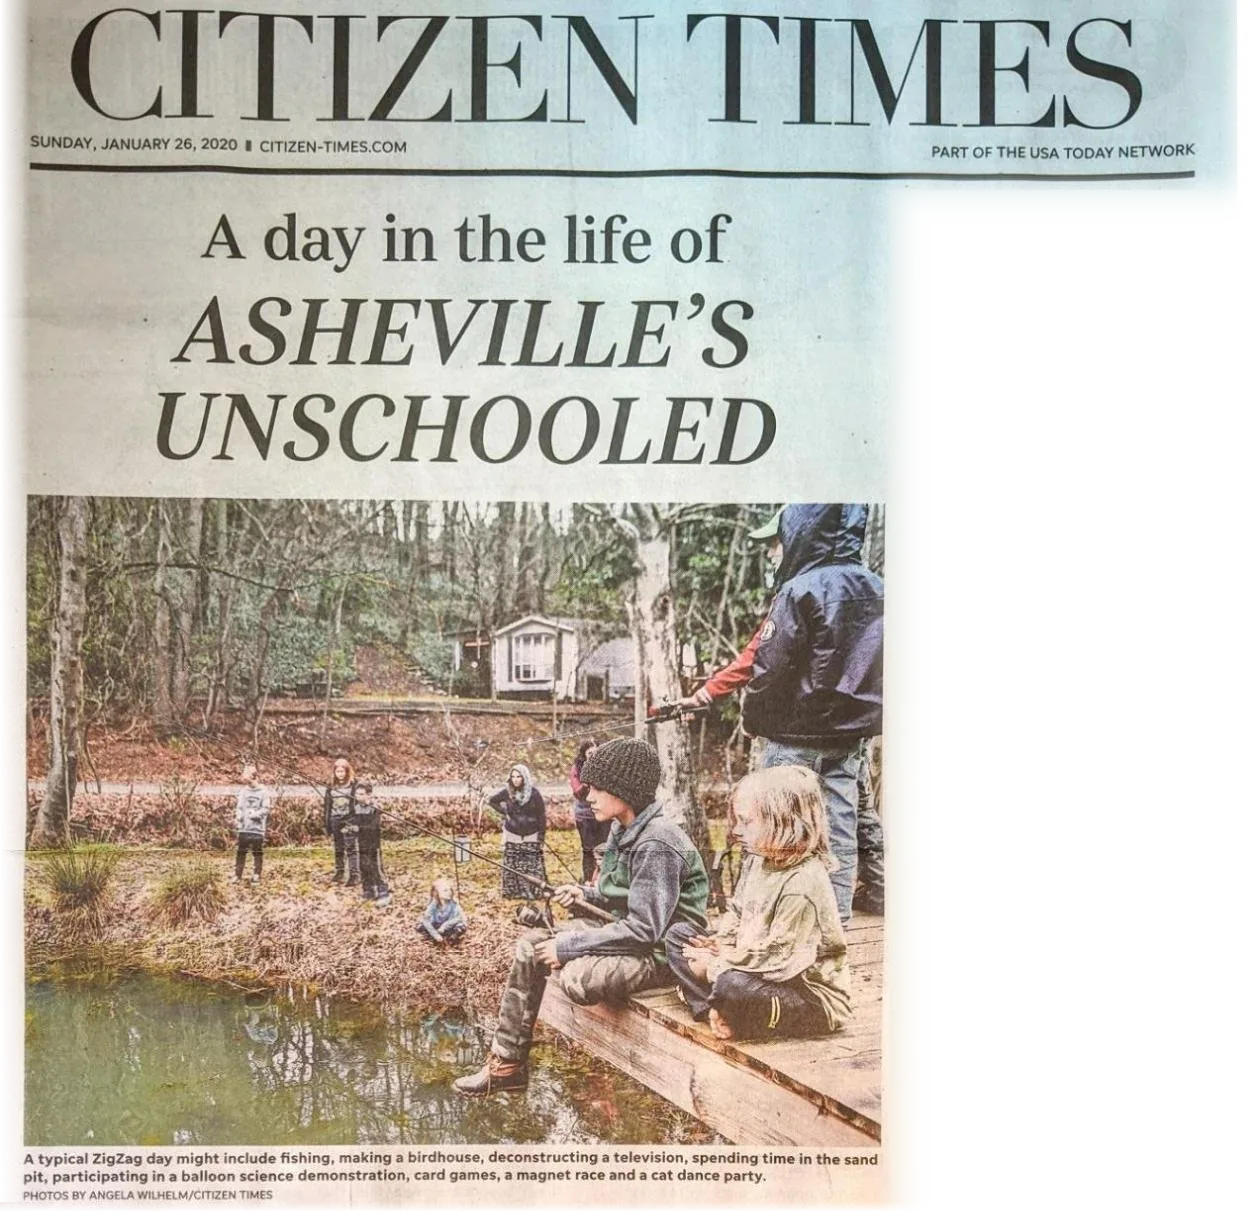 CITIZEN TIMES
SUNDAY, JANUARY 26, 2020 ▮ CITIZEN-TIMES.COM
PART OF THE USA TODAY NETWORK
A day in the life of
ASHEVILLE’S
UNSCHOOLED
A typical ZigZag day might include fishing, making a birdhouse, deconstructing a television, spending time in the sand
pit, participating in a balloon science demonstration, card games, a magnet race and a cat dance party.
PHOTOS BY ANGELA WILHELM/CITIZEN TIMES